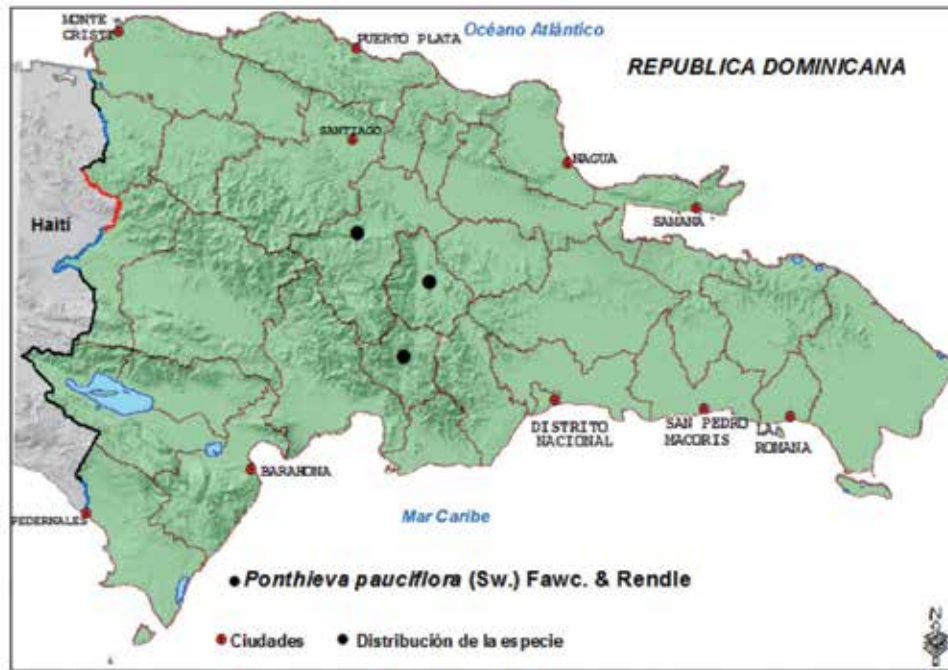 MONTE
CRISTI
PUERTO PLATA
Océano Atlántico
REPUBLICA DOMINICANA
SANTIAGO
NAGUA
SAMANA
Haití
DISTRITO
NACIONAL
SAN PEDRO
MACORIS
LA
ROMANA
BARAHONA
PEDERNALES
Mar Caribe
Ponthieva pauciflora (Sw.) Fawc. & Rendle
Ciudades
Distribución de la especie